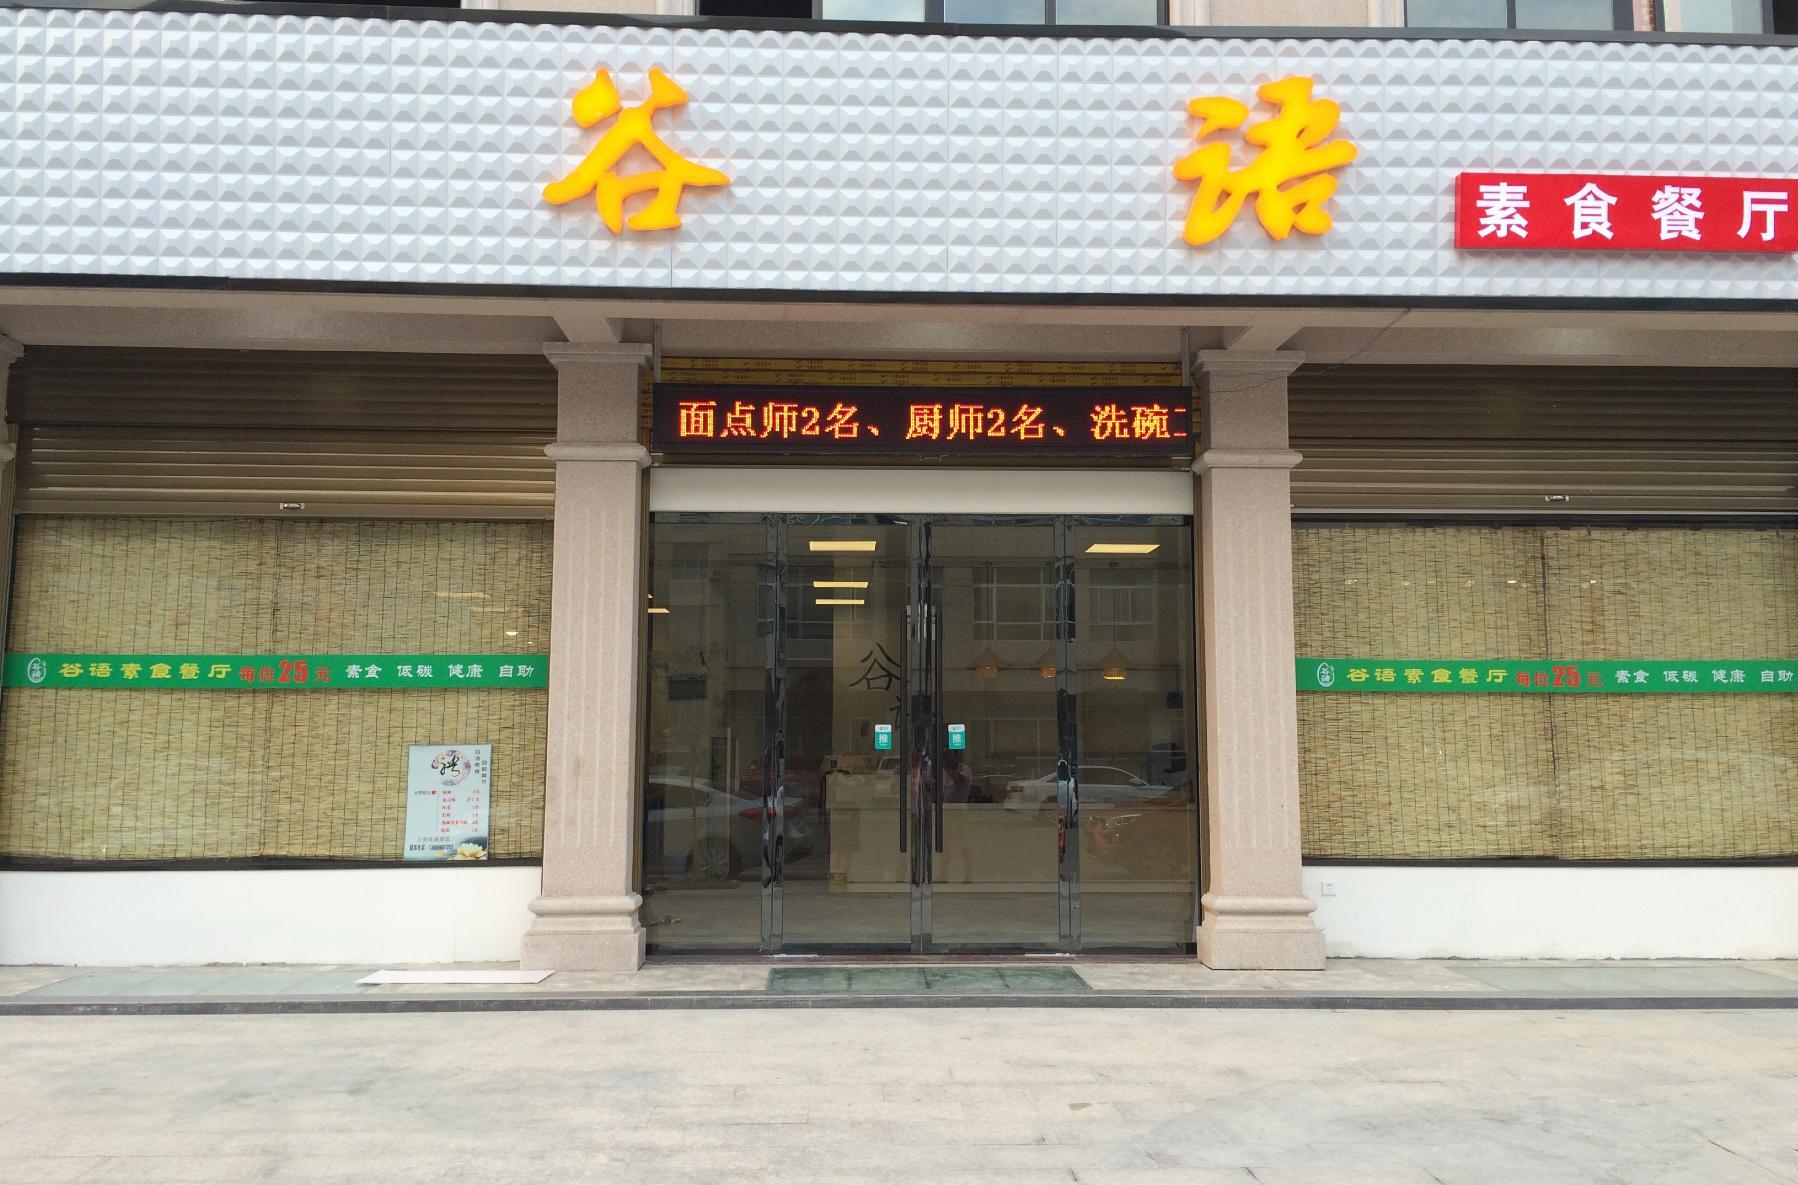 谷语
素食餐厅
面点师2名、厨师2名、洗碗
谷语素食餐厅 每位25元 素食 低碳 健康 自助
谷语素食餐厅 每位25元 素食 低碳 健康 自助
谷
推
推
聘